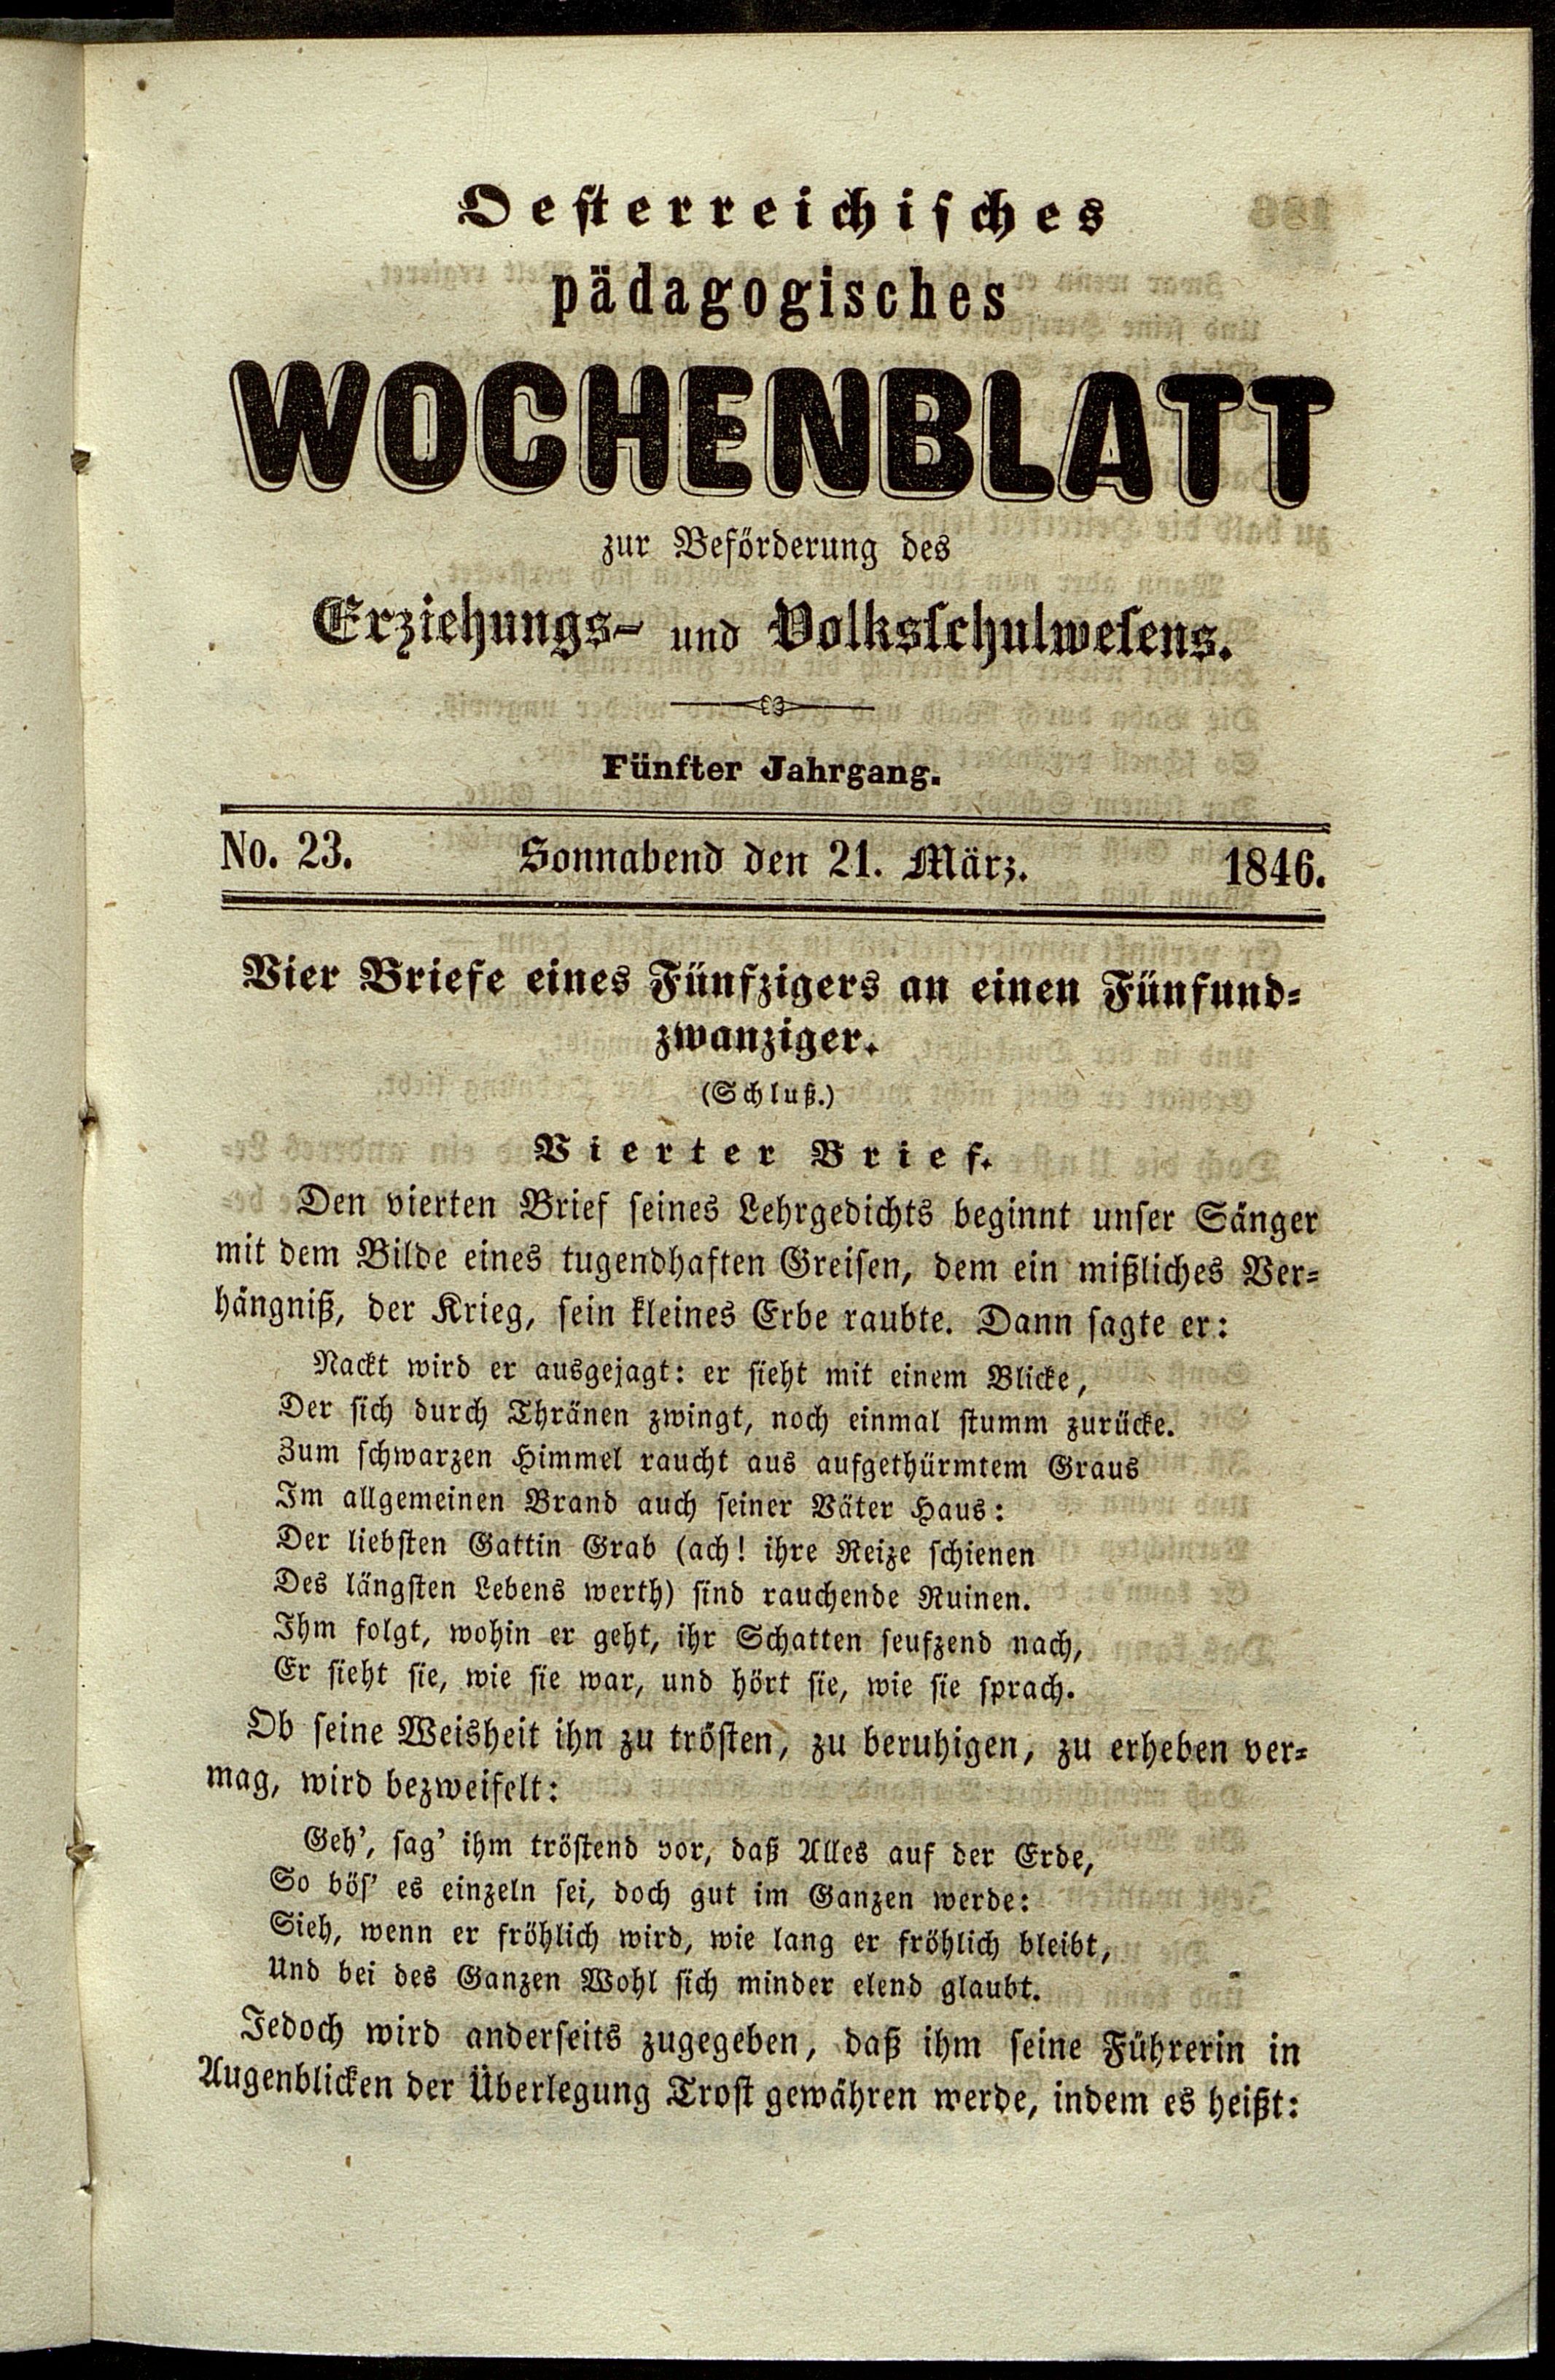 Oesterreichisches
pädagogisches
WOCHENBLATT
zur Beförderung des
Erziehungs- und Volksschulwesens.
Fünfter Jahrgang.
No. 23. Sonnabend den 21. März. 1846.
Vier Briefe eines Fünfzigers an einen Fünfund-
zwanziger.
(Schluß.)
Vierter Brief.
Den vierten Brief seines Lehrgedichts beginnt unser Sänger
mit dem Bilde eines tugendhaften Greisen, dem ein mißliches Ver-
hängniß, der Krieg, sein kleines Erbe raubte. Dann sagte er:
Nackt wird er ausgejagt: er sieht mit einem Blicke,
Der sich durch Thränen zwingt, noch einmal stumm zurücke.
Zum schwarzen Himmel raucht aus aufgethürmtem Graus
Im allgemeinen Brand auch seiner Väter Haus:
Der liebsten Gattin Grab (ach! ihre Reize schienen
Des längsten Lebens werth) sind rauchende Ruinen.
Ihm folgt, wohin er geht, ihr Schatten seufzend nach,
Er sieht sie, wie sie war, und hört sie, wie sie sprach.
Ob seine Weisheit ihn zu trösten, zu beruhigen, zu erheben ver-
mag, wird bezweifelt:
Geh', sag' ihm tröstend vor, daß Alles auf der Erde,
So bös' es einzeln sei, doch gut im Ganzen werde:
Sieh, wenn er fröhlich wird, wie lang er fröhlich bleibt,
Und bei des Ganzen Wohl sich minder elend glaubt.
Jedoch wird anderseits zugegeben, daß ihm seine Führerin in
Augenblicken der Überlegung Trost gewähren werde, indem es heißt: